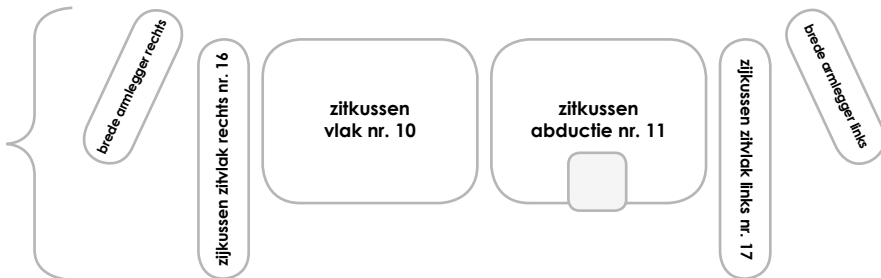 brede armlegger rechts
zijkussen zitvlak rechts nr. 16
zitkussen
vlak nr. 10
zitkussen
abductie nr. 11
zijkussen zitvlak links nr. 17
brede armlegger links